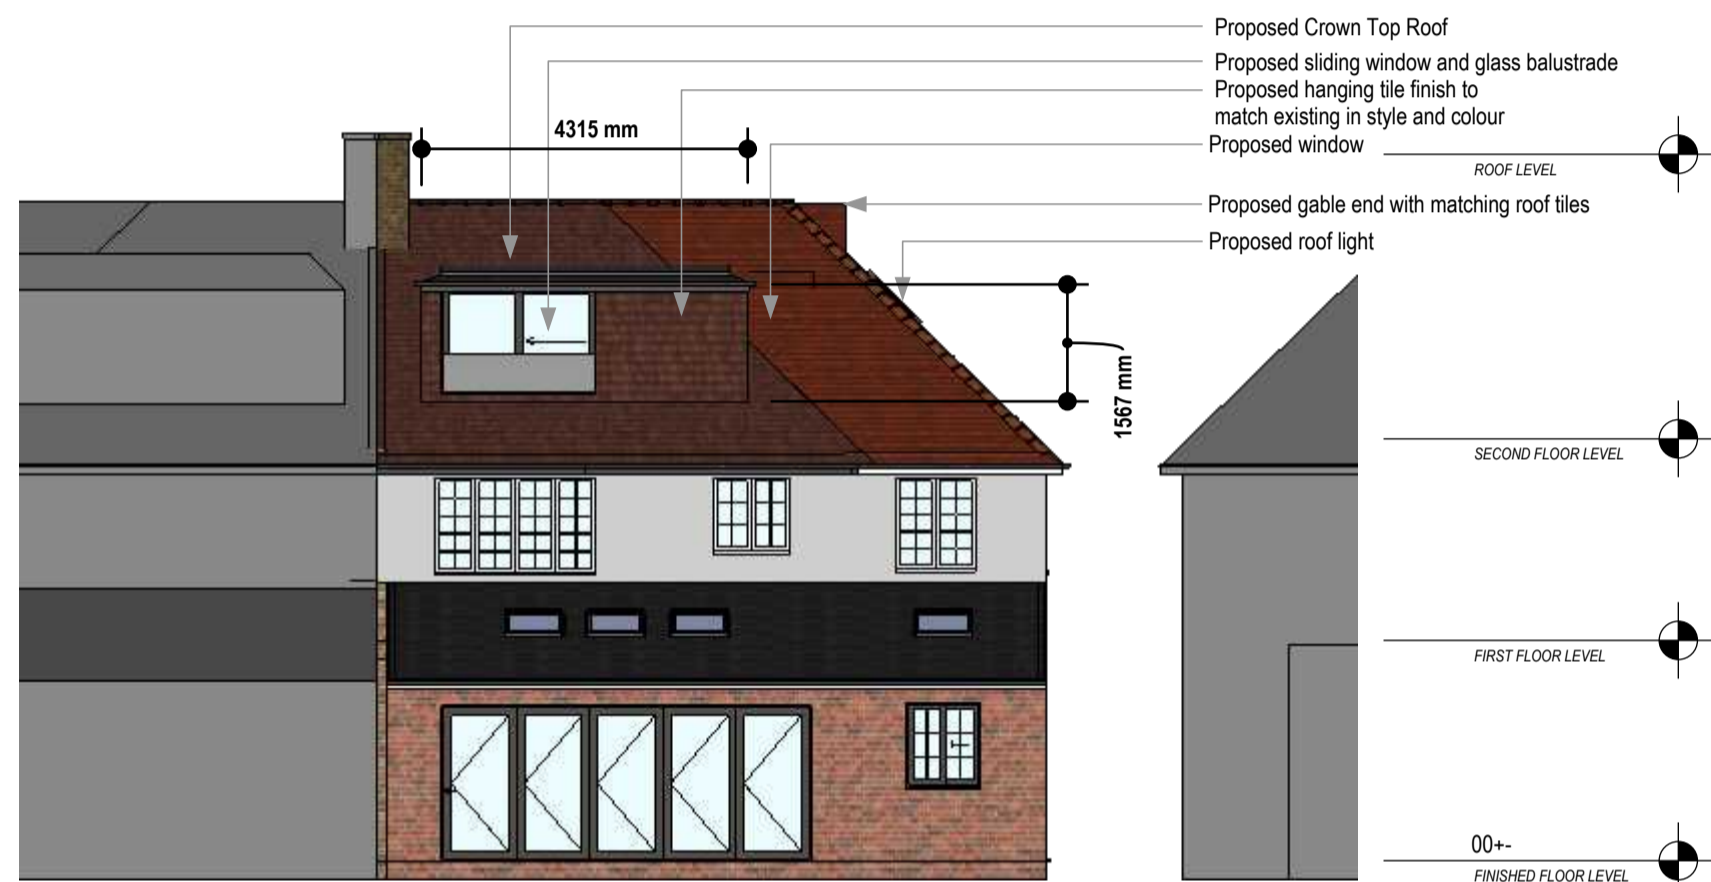 Proposed Crown Top Roof
Proposed sliding window and glass balustrade
Proposed hanging tile finish to
match existing in style and colour
4315 mm
Proposed window
ROOF LEVEL
Proposed gable end with matching roof tiles
Proposed roof light
1567 mm
SECOND FLOOR LEVEL
FIRST FLOOR LEVEL
00+-
FINISHED FLOOR LEVEL